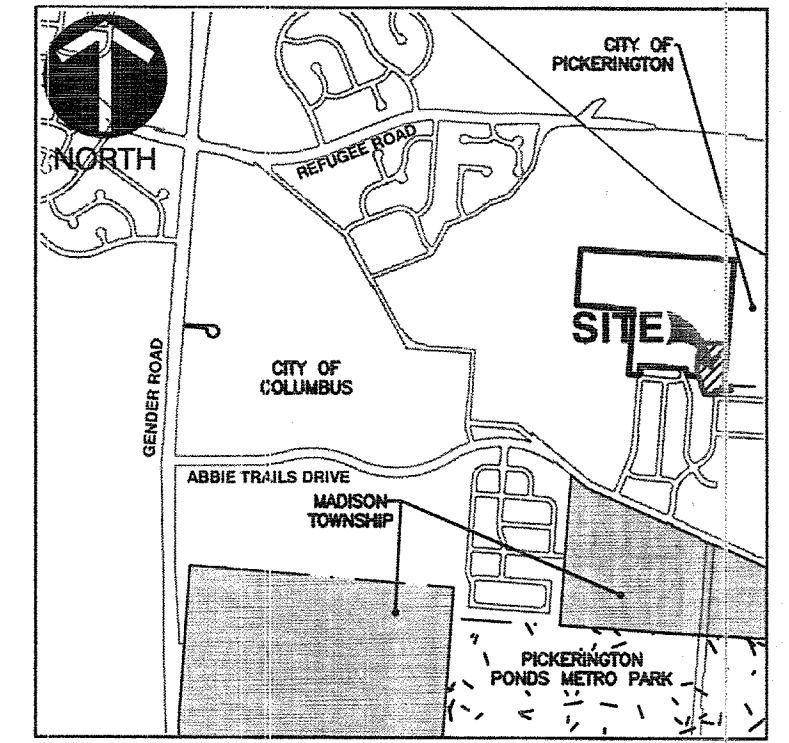 CITY OF
PICKERINGTON
NORTH
REFUGEE ROAD
SITE
GENDER ROAD
CITY OF
COLUMBUS
ABBIE TRAILS DRIVE
MADISON
TOWNSHIP
PICKERINGTON
PONDS METRO PARK